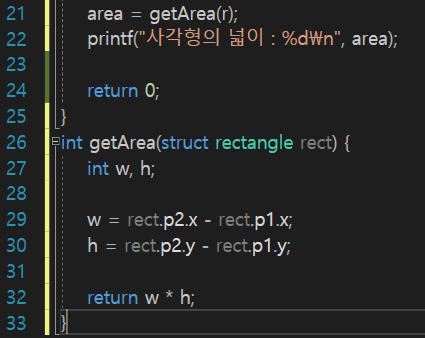 21 area = getArea(r);
22 printf("사각형의 넓이 : %d₩n", area);
23
24 return 0;
25 }
26 int getArea(struct rectangle rect) {
27 int w, h;
28
29 w = rect.p2.x - rect.p1.x;
30 h = rect.p2.y - rect.p1.y;
31
32 return w * h;
33 }